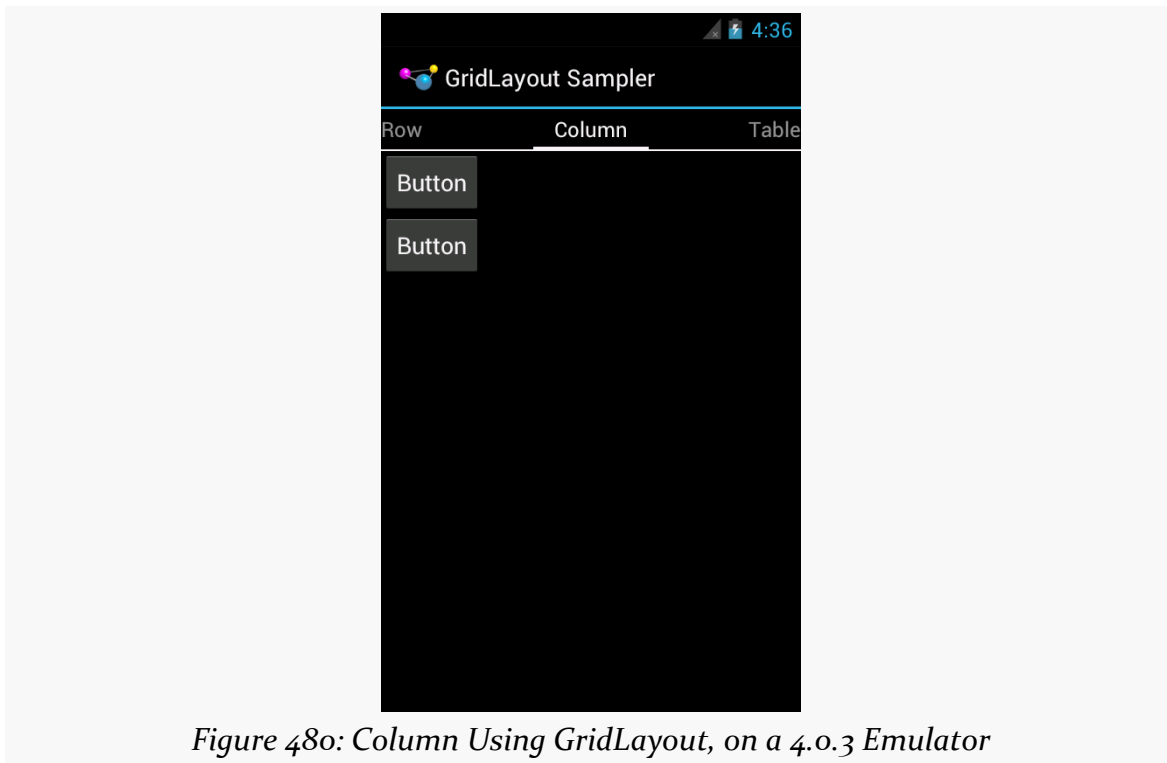 4:36
GridLayout Sampler
Row Column Table
Button
Button
Figure 480: Column Using GridLayout, on a 4.0.3 Emulator